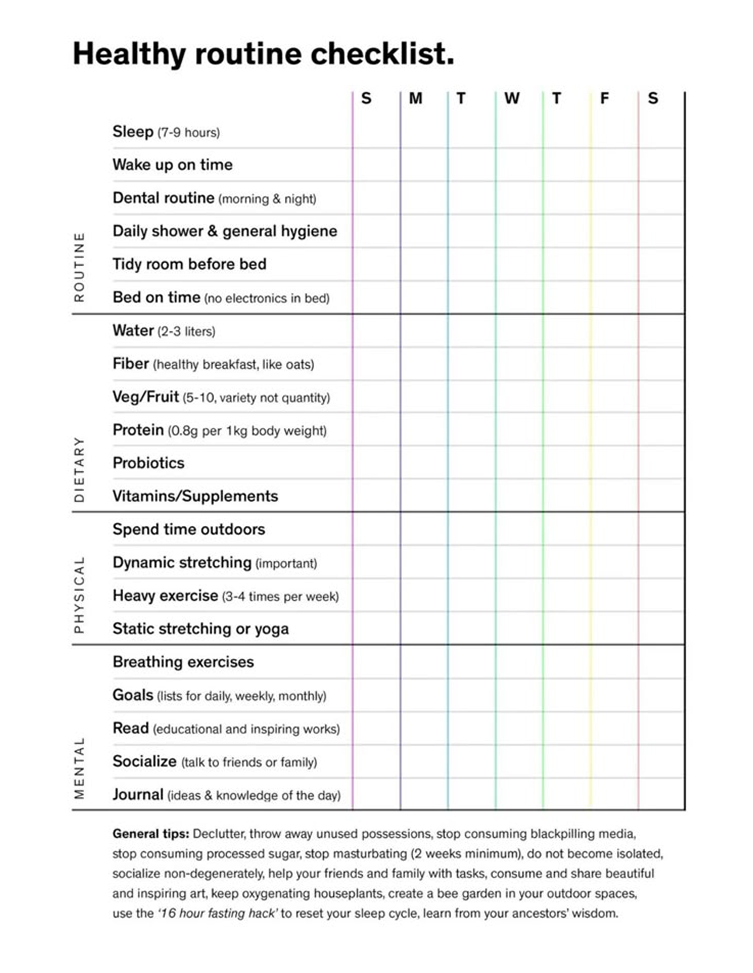 Healthy routine checklist.
S M T W T F S
ROUTINE
Sleep (7-9 hours)
Wake up on time
Dental routine (morning & night)
Daily shower & general hygiene
Tidy room before bed
Bed on time (no electronics in bed)
DIETARY
Water (2-3 liters)
Fiber (healthy breakfast, like oats)
Veg/Fruit (5-10, variety not quantity)
Protein (0.8g per 1kg body weight)
Probiotics
Vitamins/Supplements
PHYSICAL
Spend time outdoors
Dynamic stretching (important)
Heavy exercise (3-4 times per week)
Static stretching or yoga
MENTAL
Breathing exercises
Goals (lists for daily, weekly, monthly)
Read (educational and inspiring works)
Socialize (talk to friends or family)
Journal (ideas & knowledge of the day)
General tips: Declutter, throw away unused possessions, stop consuming blackpilling media,
stop consuming processed sugar, stop masturbating (2 weeks minimum), do not become isolated,
socialize non-degenerately, help your friends and family with tasks, consume and share beautiful
and inspiring art, keep oxygenating houseplants, create a bee garden in your outdoor spaces,
use the ‘16 hour fasting hack’ to reset your sleep cycle, learn from your ancestors’ wisdom.